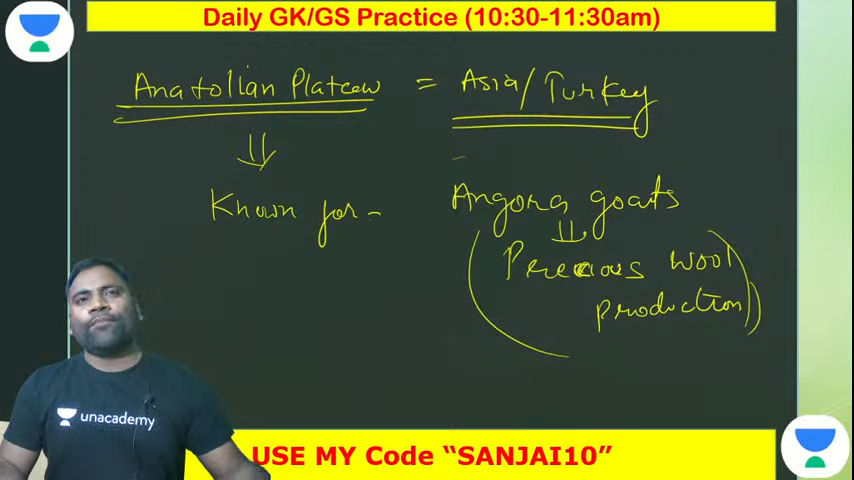 Daily GK/GS Practice (10:30-11:30am)
Anatolian Plateau = Asia/Turkey
Known for - Angora goats
Precious wool
production
unacademy
USE MY Code “SANJAI10”